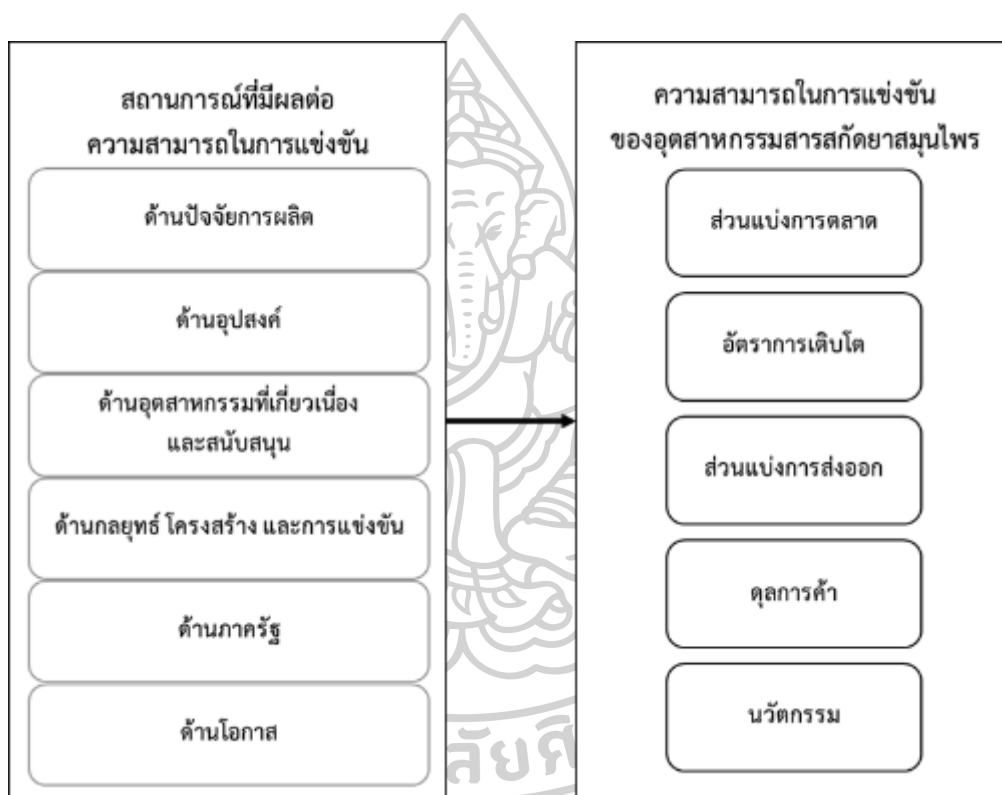 สถานการณ์ที่มีผลต่อ
ความสามารถในการแข่งขัน
ด้านปัจจัยการผลิต
ด้านอุปสงค์
ด้านอุตสาหกรรมที่เกี่ยวเนื่อง
และสนับสนุน
ด้านกลยุทธ์ โครงสร้าง และการแข่งขัน
ด้านภาครัฐ
ด้านโอกาส
ความสามารถในการแข่งขัน
ของอุตสาหกรรมสารสกัดยาสมุนไพร
ส่วนแบ่งการตลาด
อัตราการเติบโต
ส่วนแบ่งการส่งออก
ดุลการค้า
นวัตกรรม